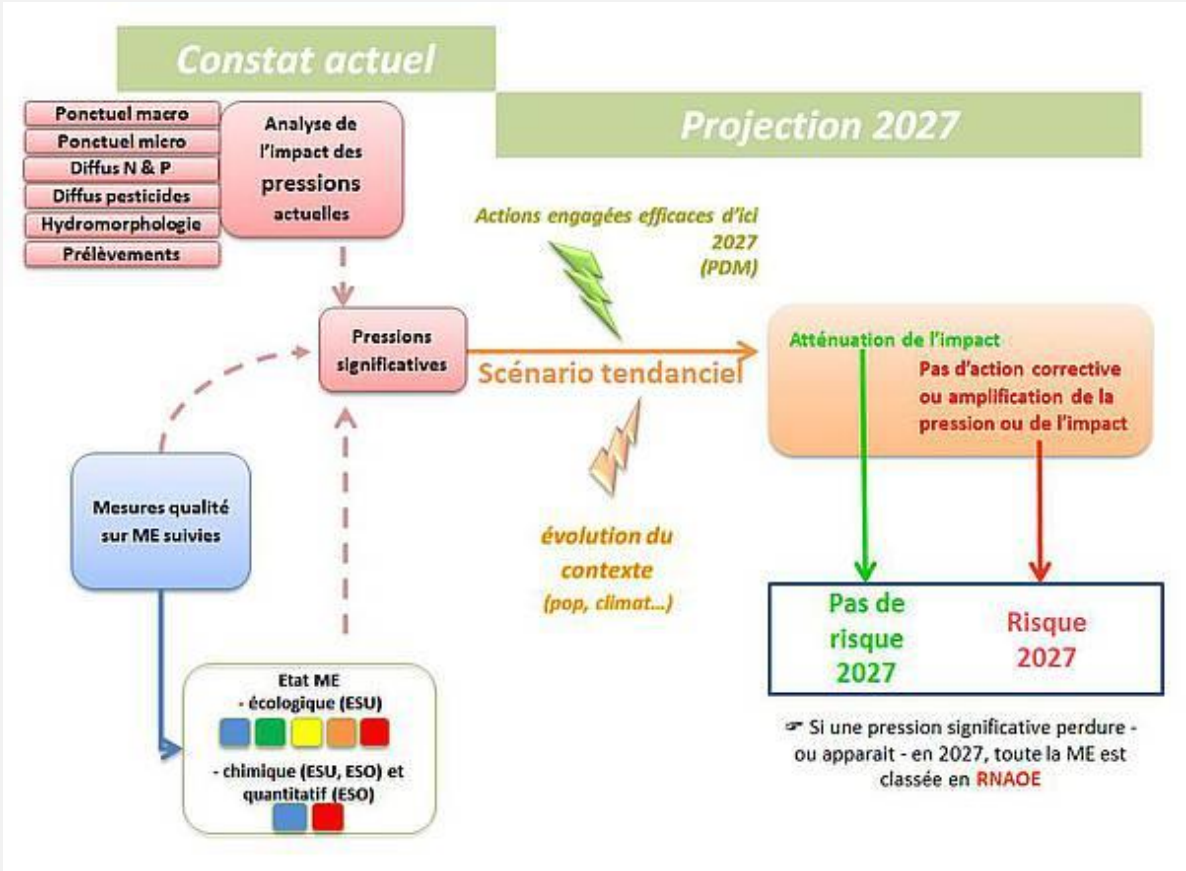 Constat actuel
Projection 2027
Ponctuel macro
Ponctuel micro
Diffus N & P
Diffus pesticides
Hydromorphologie
Prélèvements
Analyse de
l'impact des
pressions
actuelles
Actions engagées efficaces d'ici
2027
(PDM)
Pressions
significatives
Scénario tendanciel
Atténuation de l'impact
Pas d'action corrective
ou amplification de la
pression ou de l'impact
Mesures qualité
sur ME suivies
évolution du
contexte
(pop, climat...)
Pas de
risque
2027
Risque
2027
Etat ME
- écologique (ESU)
- chimique (ESU, ESO) et
quantitatif (ESO)
☞ Si une pression significative perdure -
ou apparait - en 2027, toute la ME est
classée en RNAOE